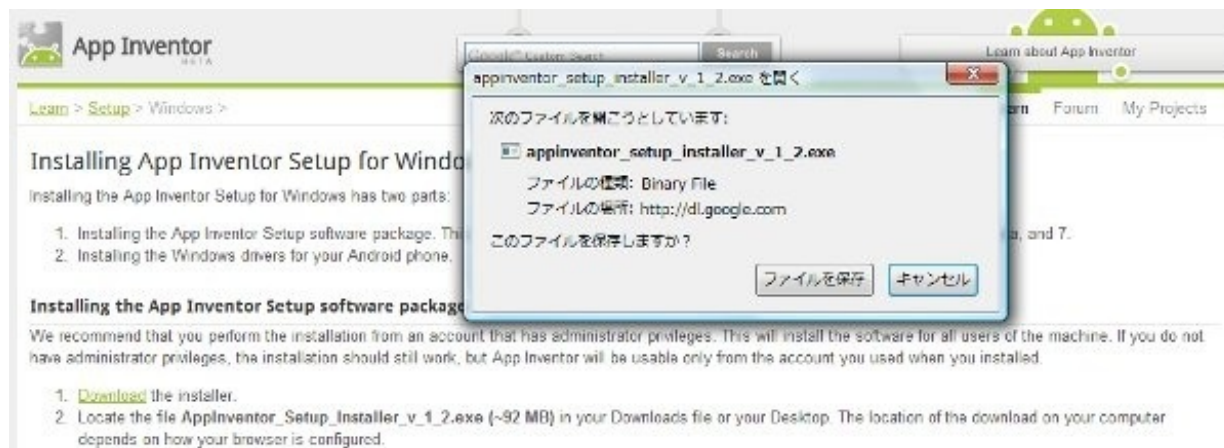 App Inventor
BETA
Google™ Custom Search
Search
Learn about App Inventor
appinventor_setup_installer_v_1_2.exe を開く
Learn > Setup > Windows >
Forum
My Projects
次のファイルを開こうとしています:
appinventor_setup_installer_v_1_2.exe
ファイルの種類: Binary File
ファイルの場所: http://dl.google.com
このファイルを保存しますか？
ファイルを保存
キャンセル
Installing App Inventor Setup for Windo
Installing the App Inventor Setup for Windows has two parts:
1. Installing the App Inventor Setup software package. Thi
a, and 7.
2. Installing the Windows drivers for your Android phone.
Installing the App Inventor Setup software package
We recommend that you perform the installation from an account that has administrator privileges. This will install the software for all users of the machine. If you do not
have administrator privileges, the installation should still work, but App Inventor will be usable only from the account you used when you installed.
1. Download the installer.
2. Locate the file AppInventor_Setup_Installer_v_1_2.exe (~92 MB) in your Downloads file or your Desktop. The location of the download on your computer
depends on how your browser is configured.